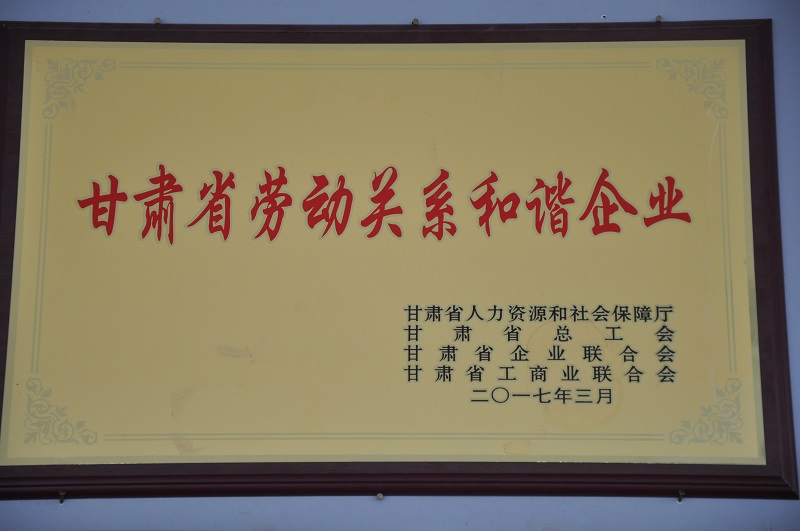 甘肃省劳动关系和谐企业
甘肃省人力资源和社会保障厅
甘肃省总工会
甘肃省企业联合会
甘肃省工商业联合会
二〇一七年三月